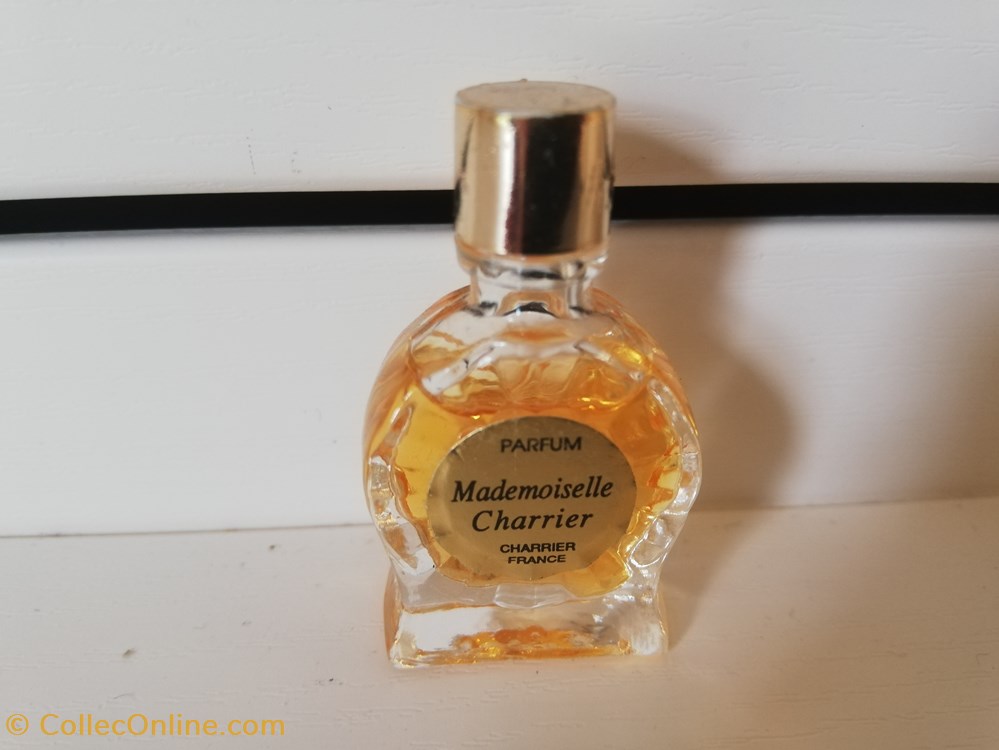 PARFUM
Mademoiselle
Charrier
CHARRIER
FRANCE
© CollecOnline.com